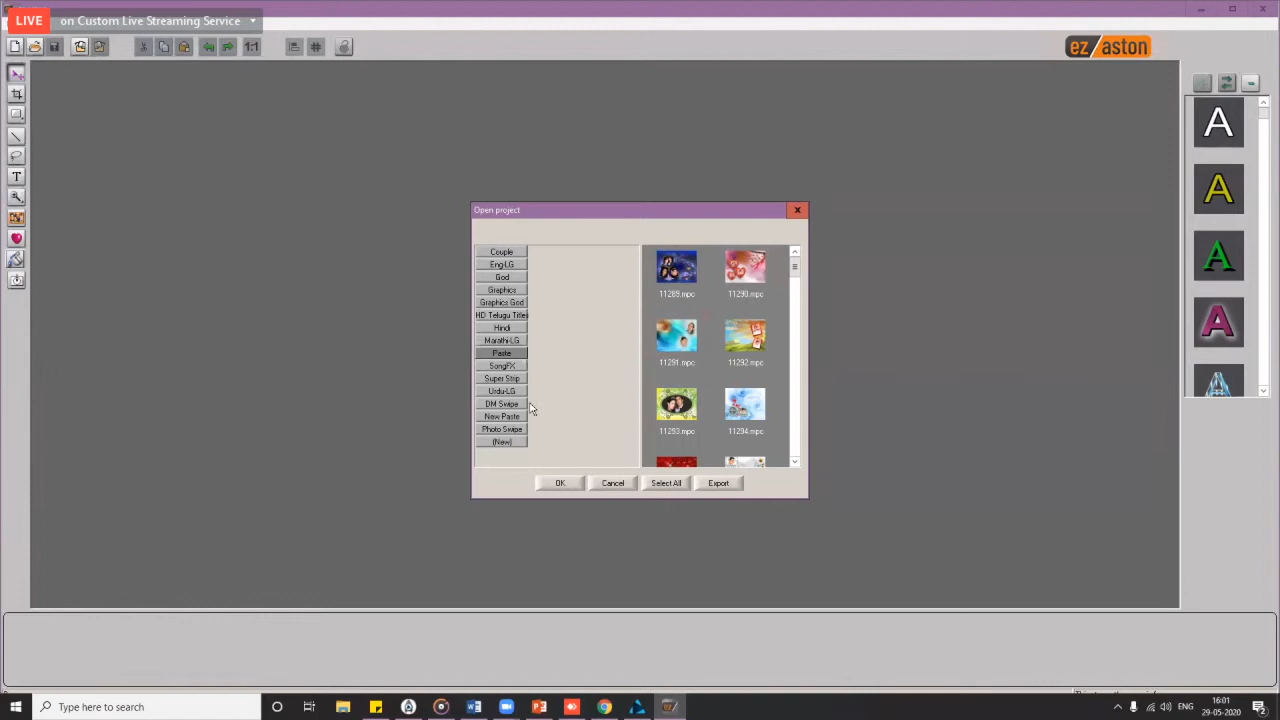 LIVE on Custom Live Streaming Service
1:1
ez/aston
T
A
A
A
A
A
Open project
X
Couple
Eng-LG
God
Graphics
Graphics God
HD Telugu Titles
Hindi
Marathi-LG
Paste
SongFX
Super Strip
Urdu-LG
DM Swipe
New Paste
Photo Swipe
(New)
11289.mpc 11290.mpc
11291.mpc 11292.mpc
11293.mpc 11294.mpc
OK Cancel Select All Export
Type here to search
ENG
16:01
29-05-2020
2